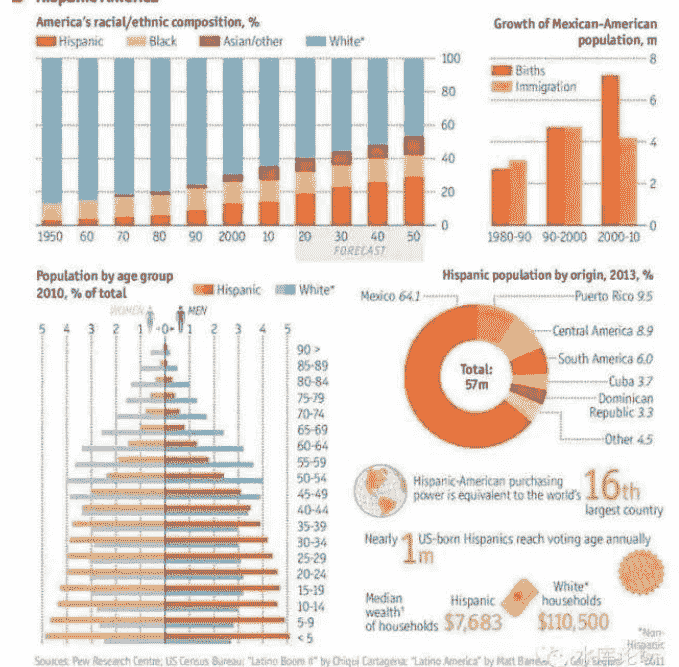 Hispanic America
America's racial/ethnic composition, %
Hispanic Black Asian/other White*
100
80
60
40
20
0
1950 60 70 80 90 2000 10 20 30 40 50
FORECAST
Growth of Mexican-American
population, m
Births
Immigration
8
6
4
2
0
1980-90 90-2000 2000-10
Population by age group
2010, % of total
Hispanic White*
WOMEN MEN
5 4 3 2 1 0 1 2 3 4 5
90 >
85-89
80-84
75-79
70-74
65-69
60-64
55-59
50-54
45-49
40-44
35-39
30-34
25-29
20-24
15-19
10-14
5-9
< 5
Hispanic population by origin, 2013, %
Mexico 64.1
Puerto Rico 9.5
Central America 8.9
South America 6.0
Cuba 3.7
Dominican
Republic 3.3
Other 4.5
Total:
57m
Hispanic-American purchasing
power is equivalent to the world's
16th
largest country
Nearly 1m US-born Hispanics reach voting age annually
Median
wealth†
of households
Hispanic
$7,683
White*
households
$110,500
*Non-
Hispanic
Sources: Pew Research Centre; US Census Bureau; "Latino Boom II" by Chiqui Cartagena; "Latino America" by Matt Barreto
2011